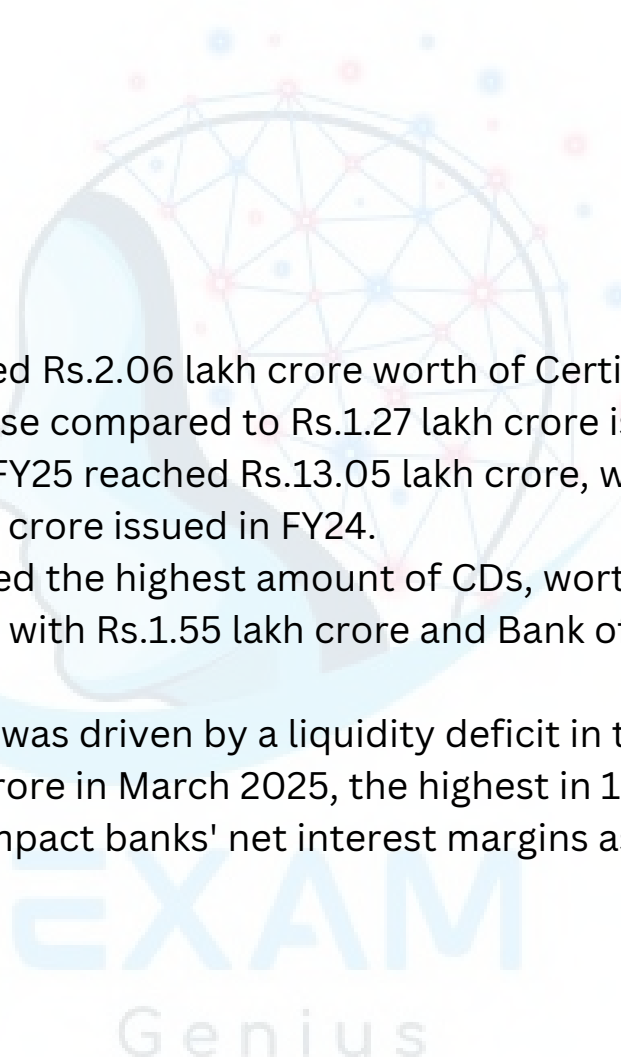 ed Rs.2.06 lakh crore worth of Certi
se compared to Rs.1.27 lakh crore is
FY25 reached Rs.13.05 lakh crore, w
crore issued in FY24.
ed the highest amount of CDs, wort
with Rs.1.55 lakh crore and Bank of
was driven by a liquidity deficit in t
rore in March 2025, the highest in 1
mpact banks' net interest margins as
EXAM
Genius